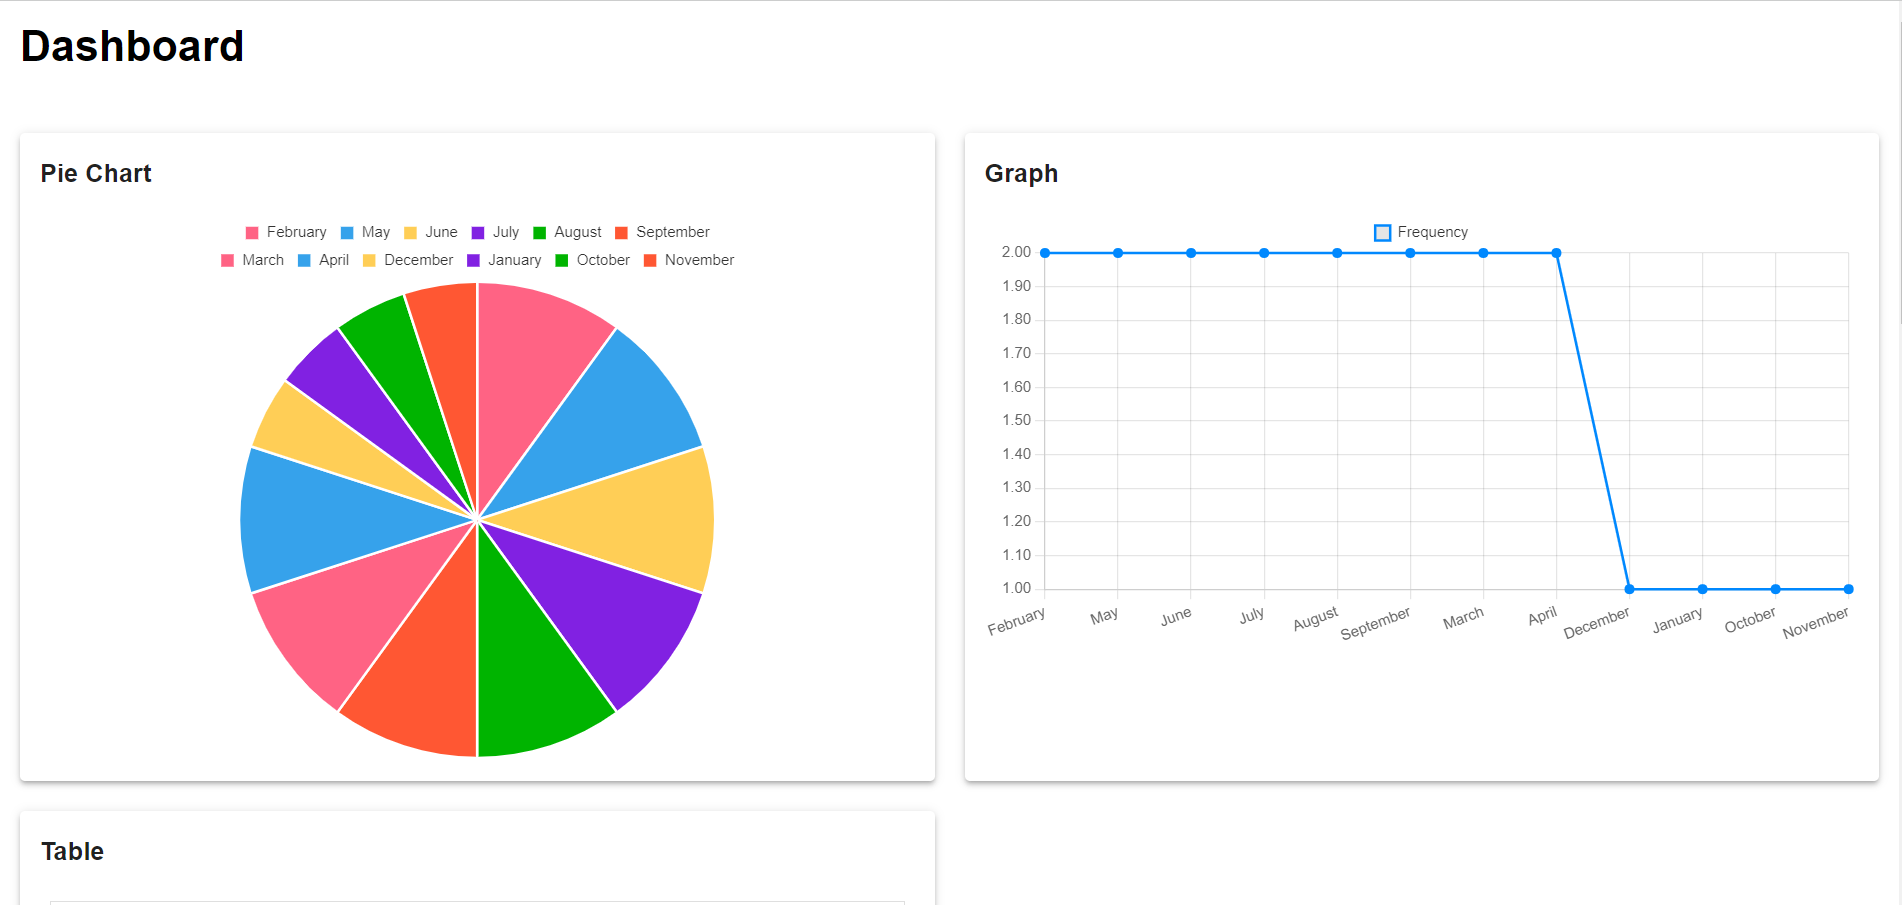 Dashboard
Pie Chart
February May June July August September
March April December January October November
Graph
Frequency
2.00
1.90
1.80
1.70
1.60
1.50
1.40
1.30
1.20
1.10
1.00
February May June July August September March April December January October November
Table